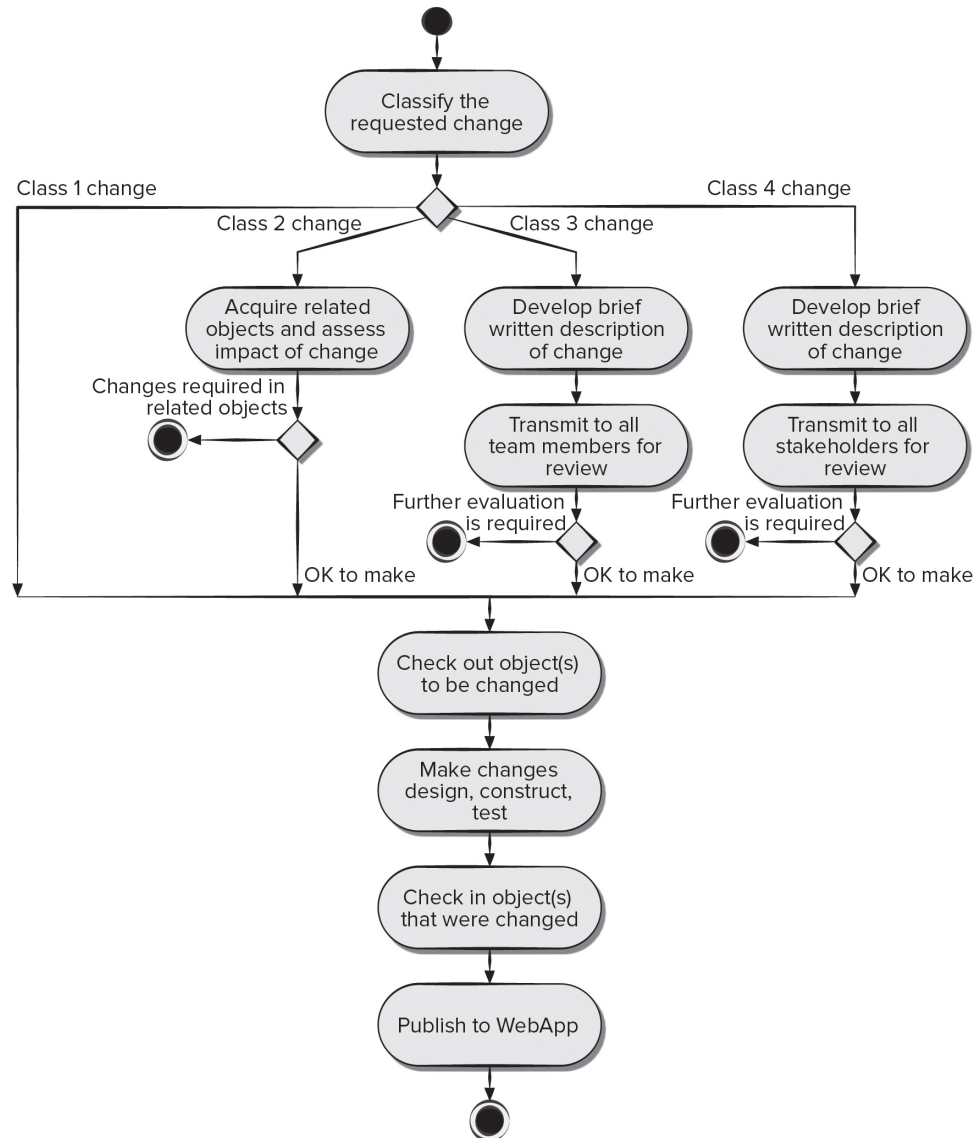 Classify the
requested change
Class 1 change
Class 4 change
Class 2 change
Class 3 change
Acquire related
objects and assess
impact of change
Develop brief
written description
of change
Develop brief
written description
of change
Changes required in
related objects
Transmit to all
team members for
review
Transmit to all
stakeholders for
review
Further evaluation
is required
Further evaluation
is required
OK to make
OK to make
OK to make
Check out object(s)
to be changed
Make changes
design, construct,
test
Check in object(s)
that were changed
Publish to WebApp